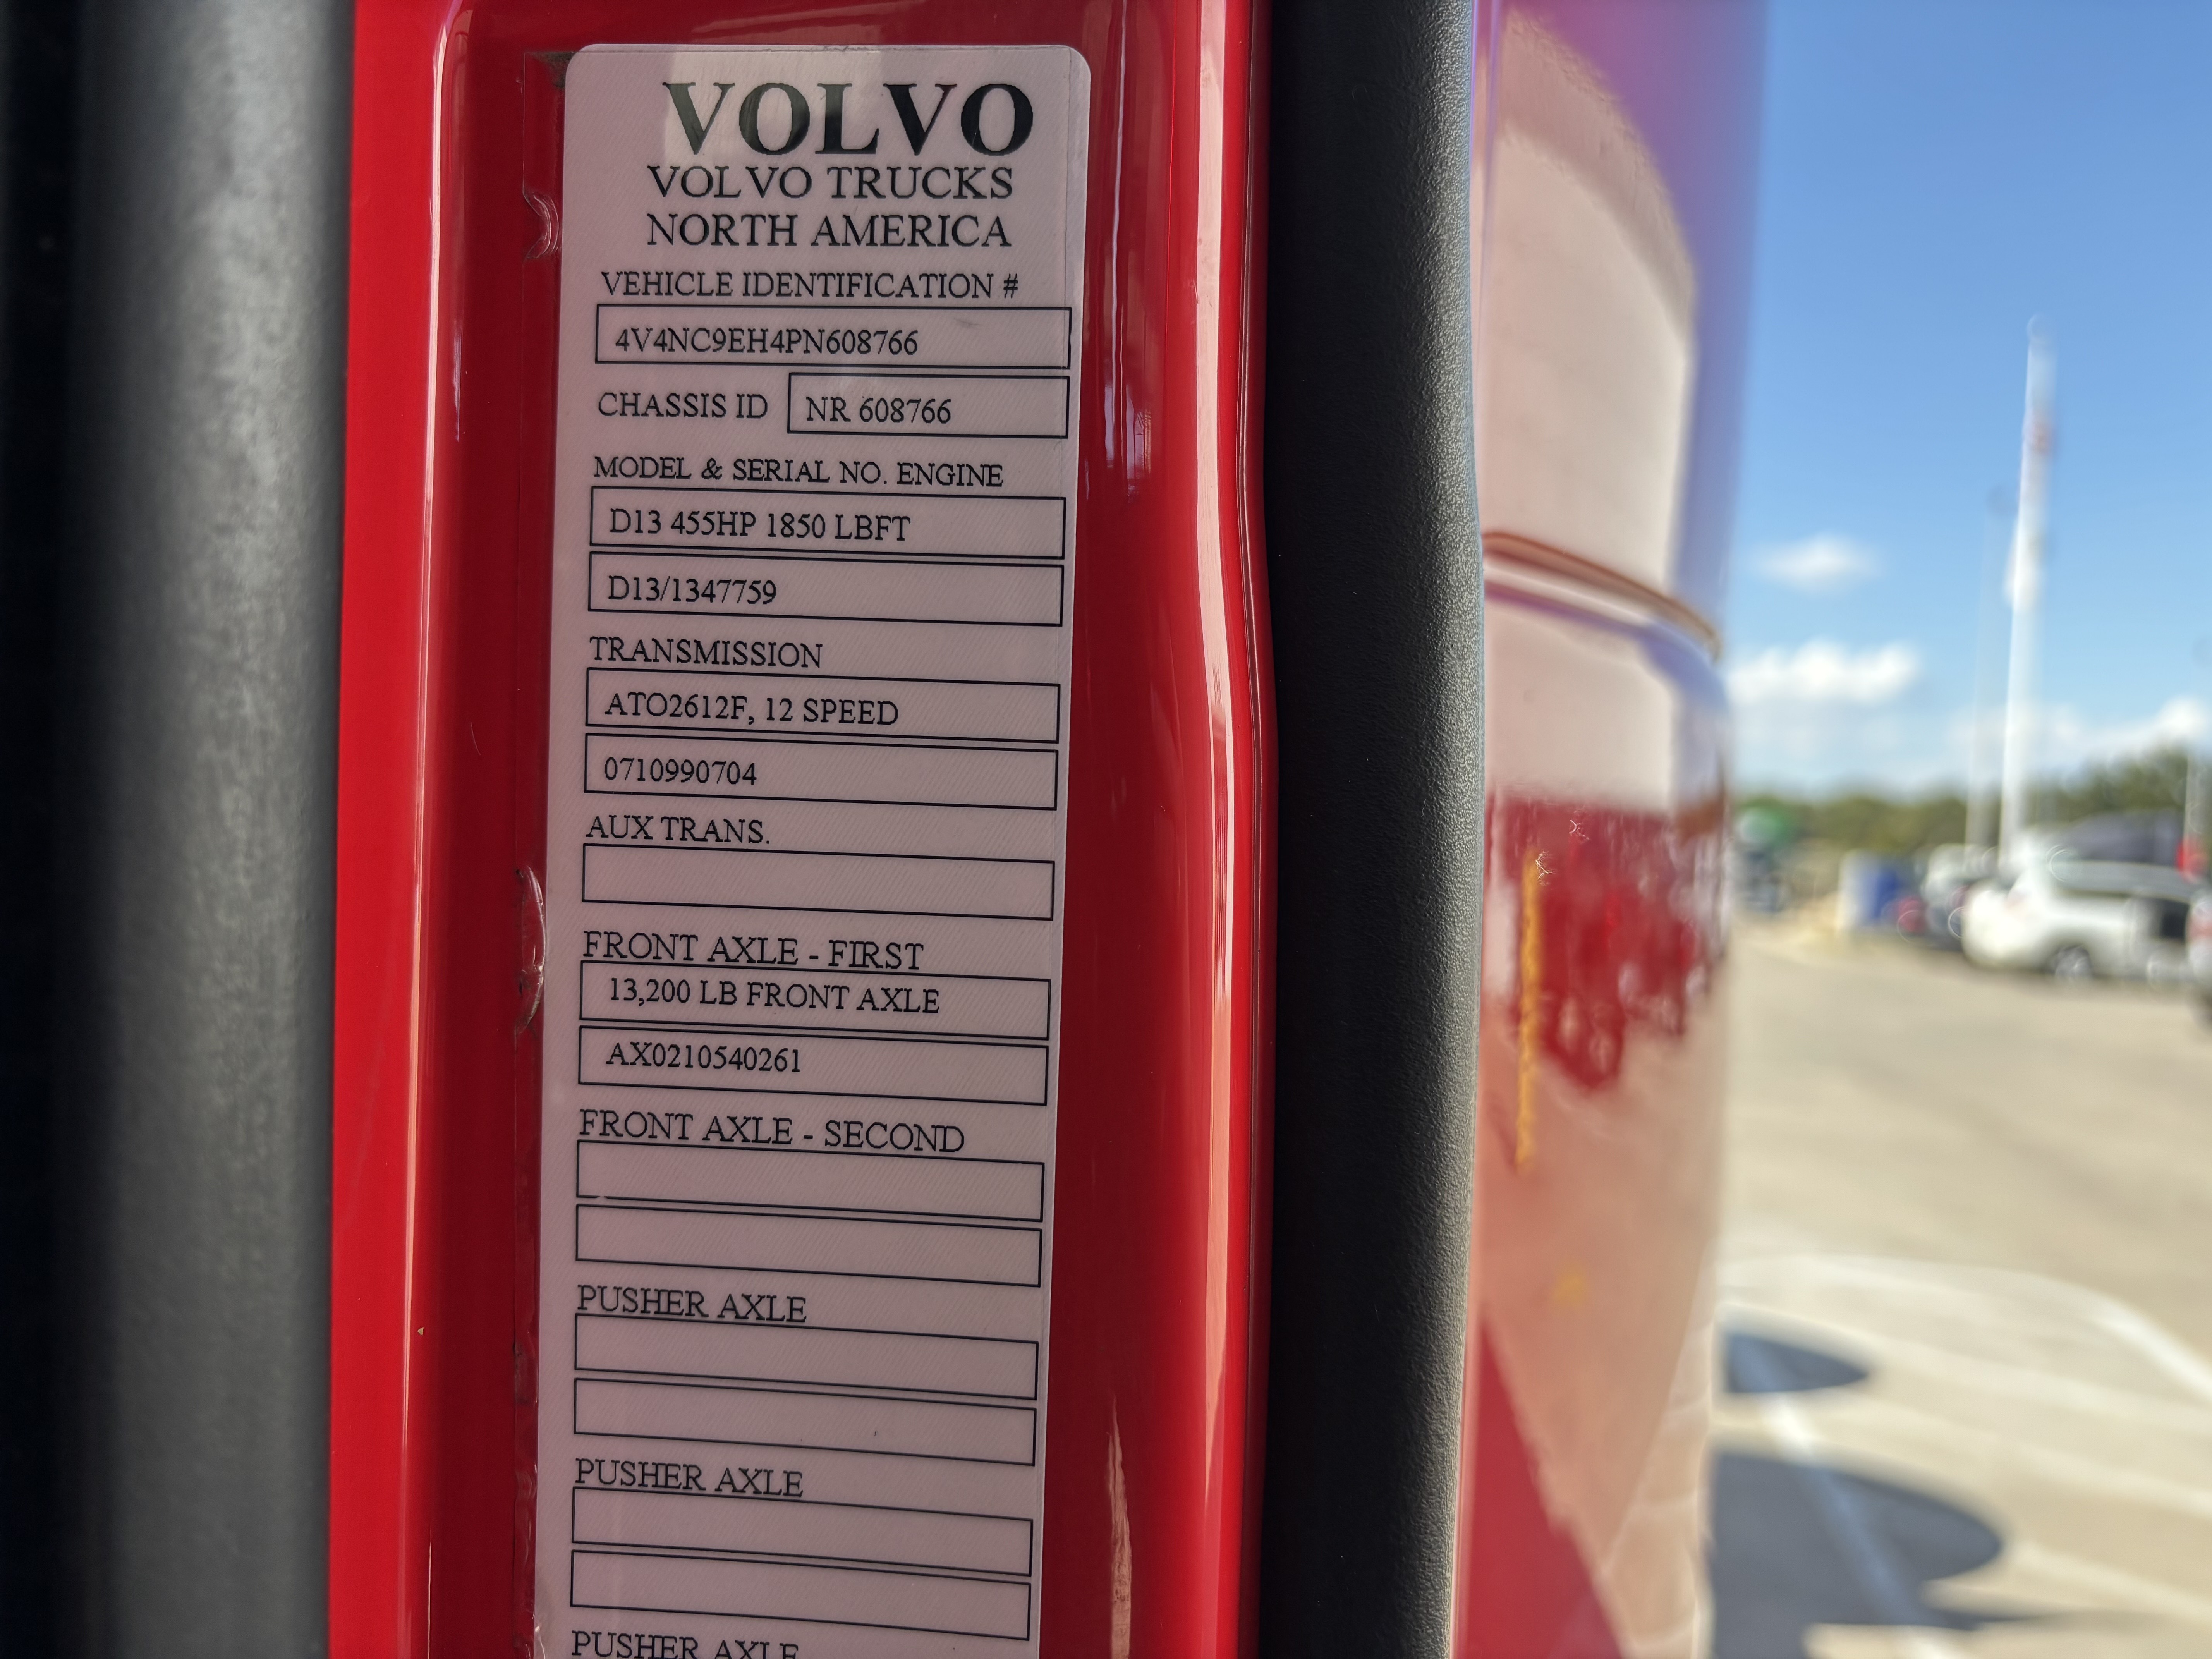 VOLVO
VOLVO TRUCKS
NORTH AMERICA
VEHICLE IDENTIFICATION #
4V4NC9EH4PN608766
CHASSIS ID NR 608766
MODEL & SERIAL NO. ENGINE
D13 455HP 1850 LBFT
D13/1347759
TRANSMISSION
ATO2612F, 12 SPEED
0710990704
AUX TRANS.
FRONT AXLE - FIRST
13,200 LB FRONT AXLE
AX0210540261
FRONT AXLE - SECOND
PUSHER AXLE
PUSHER AXLE
PUSHER AXLE